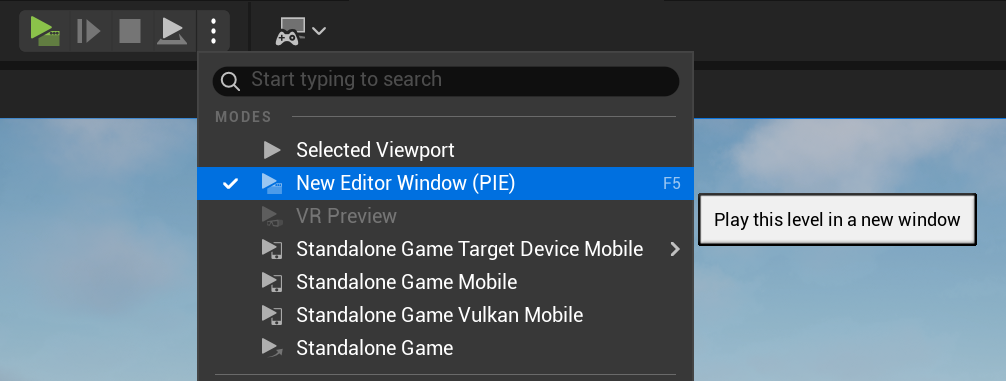 Start typing to search
MODES
Selected Viewport
New Editor Window (PIE) F5
Play this level in a new window
VR Preview
Standalone Game Target Device Mobile
Standalone Game Mobile
Standalone Game Vulkan Mobile
Standalone Game